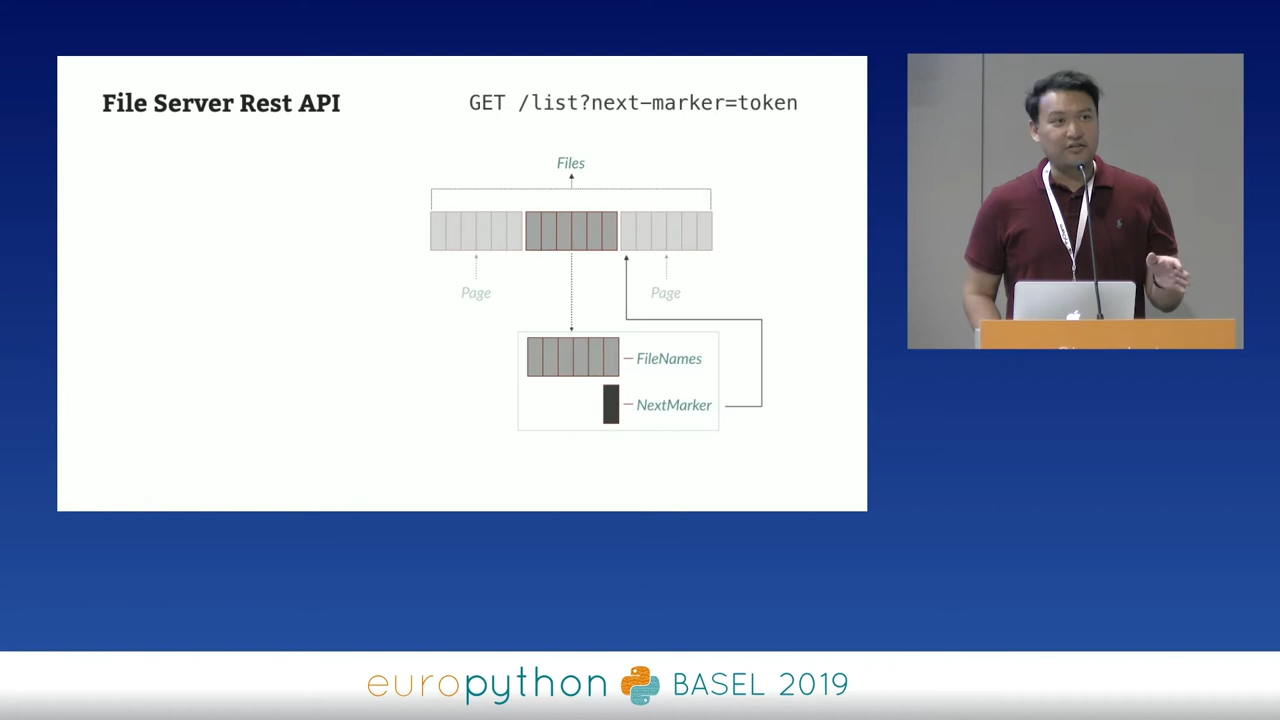 File Server Rest API
GET /list?next-marker=token
Files
Page
Page
FileNames
NextMarker
europython BASEL 2019